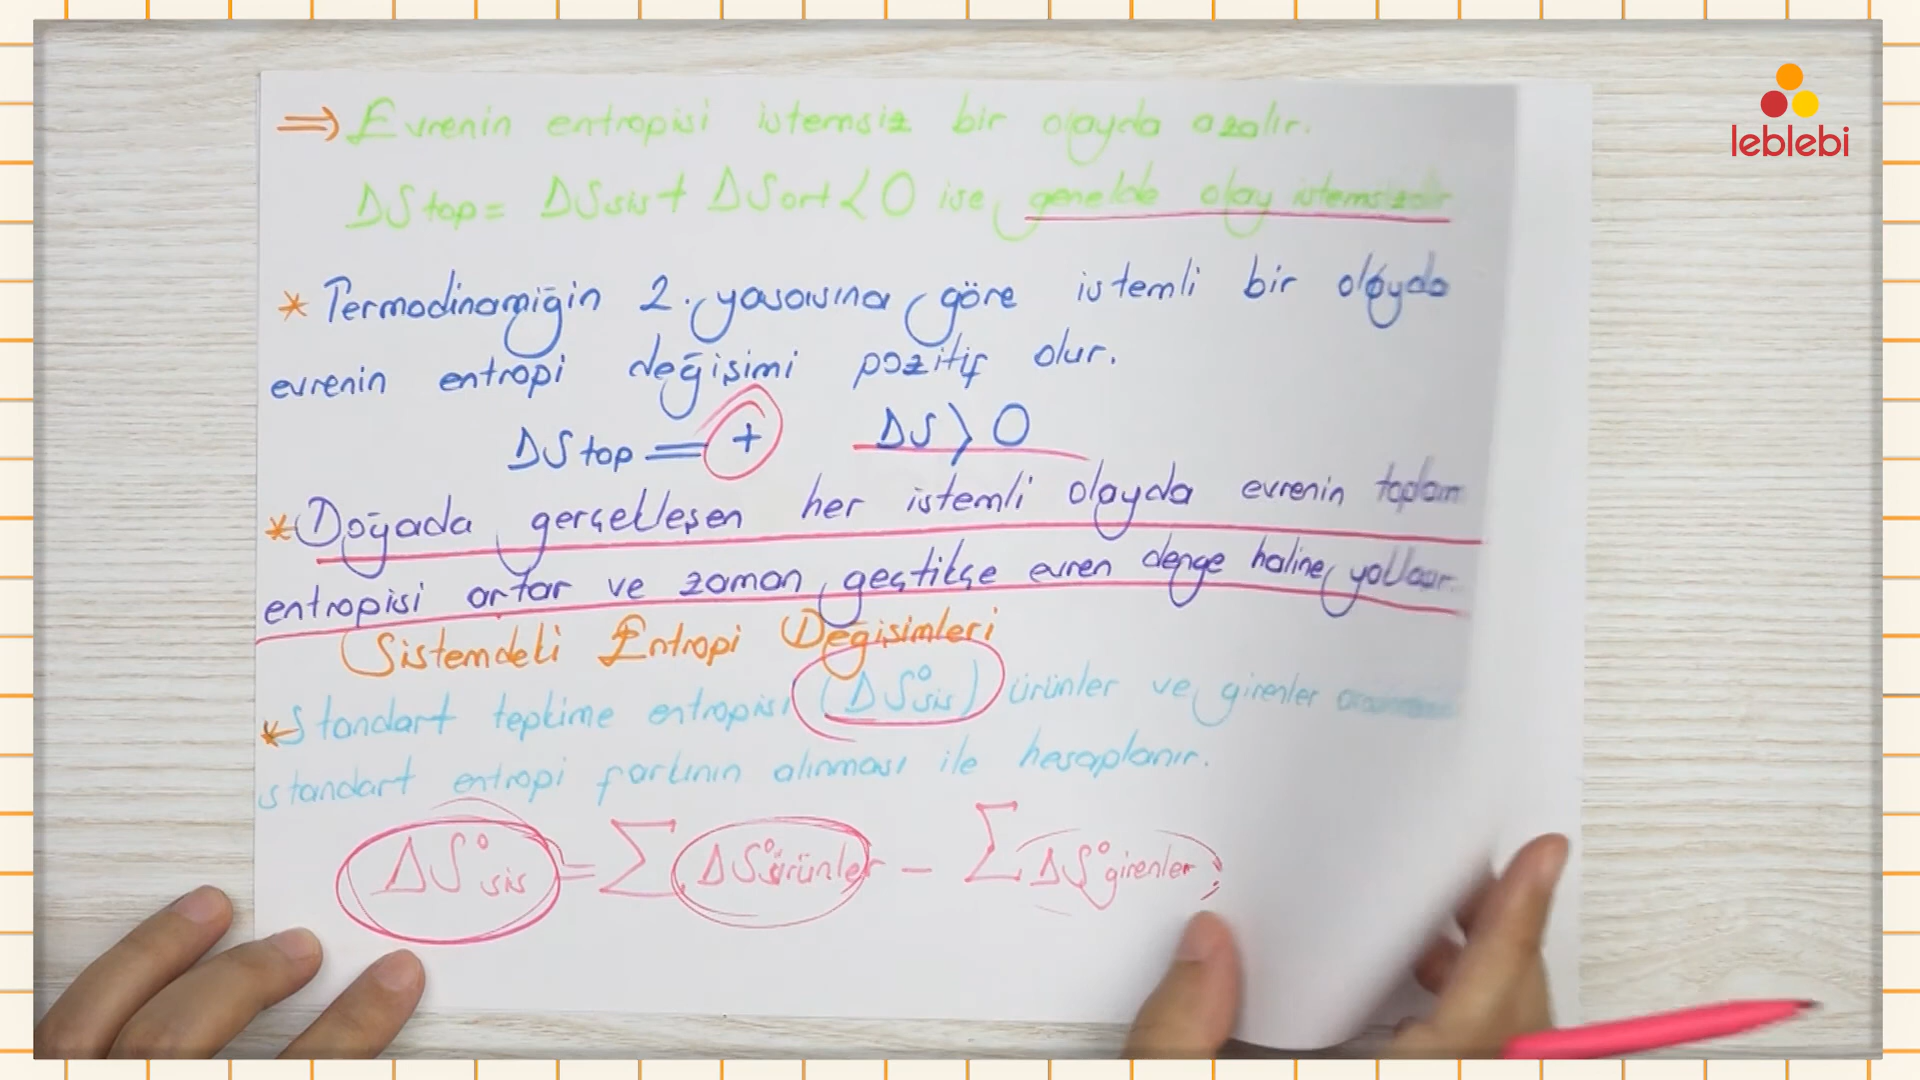 leblebi
⇒ Evrenin entropisi istemsiz bir olayda azalır.
ΔStop = ΔSsis + ΔSort < 0 ise, genelde olay istemsizdir
* Termodinamiğin 2. yasasına göre istemli bir olayda
evrenin entropi değişimi pozitif olur.
ΔStop = + ΔS > 0
* Doğada gerçekleşen her istemli olayda evrenin toplam
entropisi artar ve zaman geçtikçe evren denge haline yaklaşır.
Sistemdeki Entropi Değişimleri
* Standart tepkime entropisi (ΔS°sis) ürünler ve girenler
standart entropi farkının alınması ile hesaplanır.
ΔS°sis = Σ ΔS°ürünler - Σ ΔS°girenler